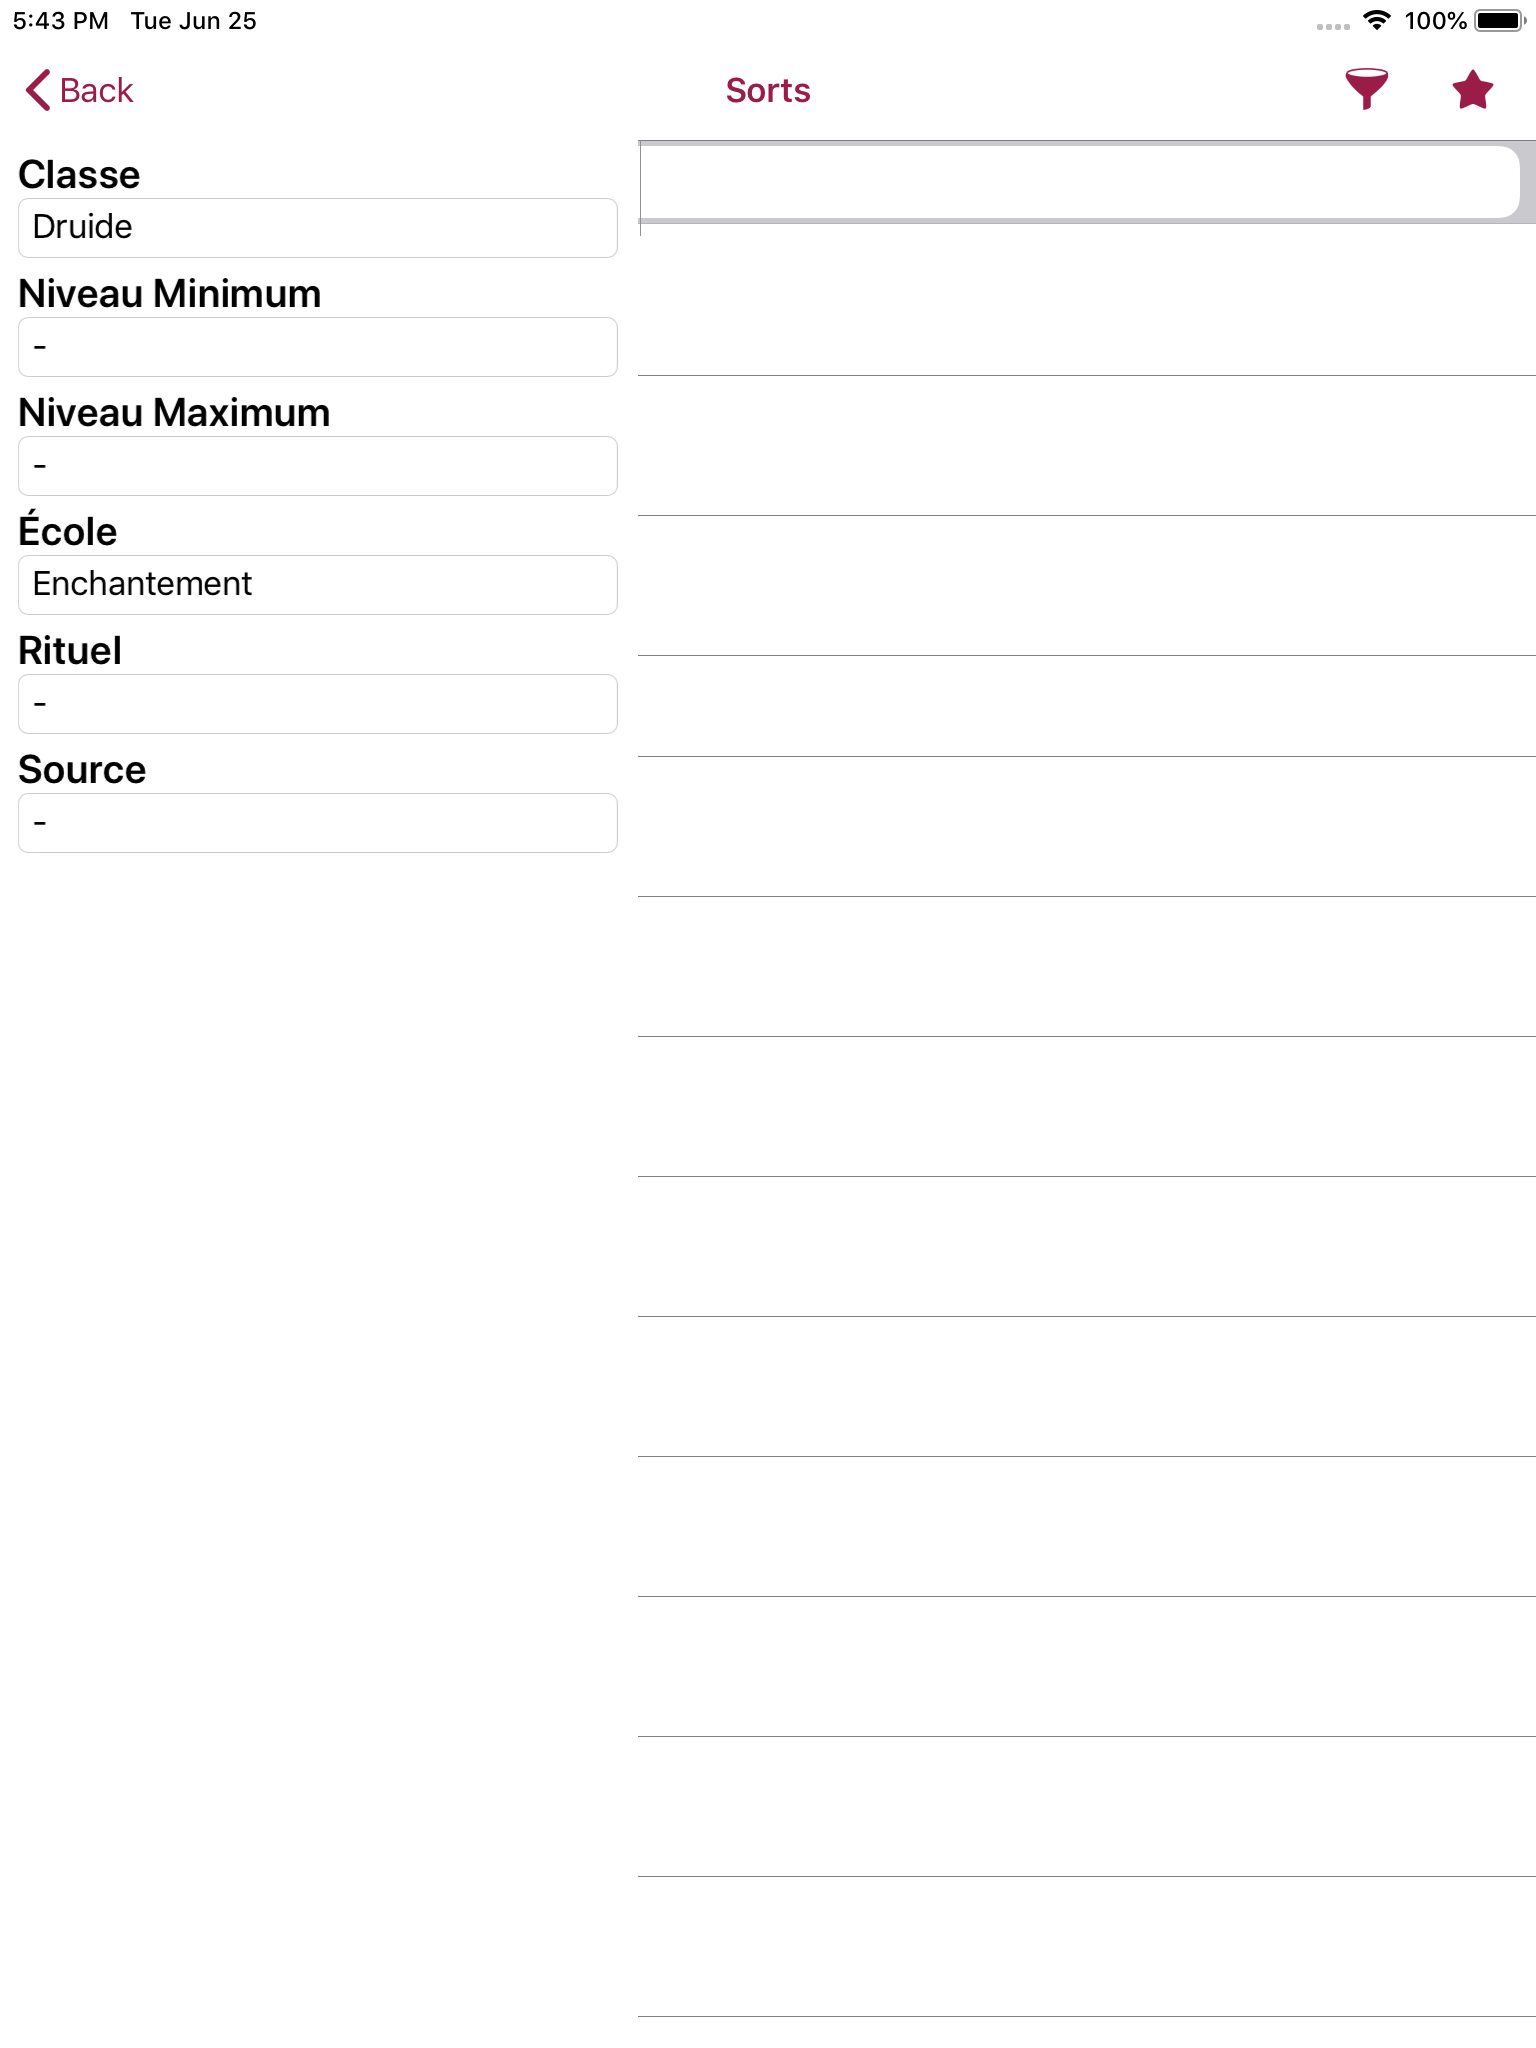 5:43 PM Tue Jun 25 100%
Back Sorts
Classe
Druide
Niveau Minimum
-
Niveau Maximum
-
École
Enchantement
Rituel
-
Source
-